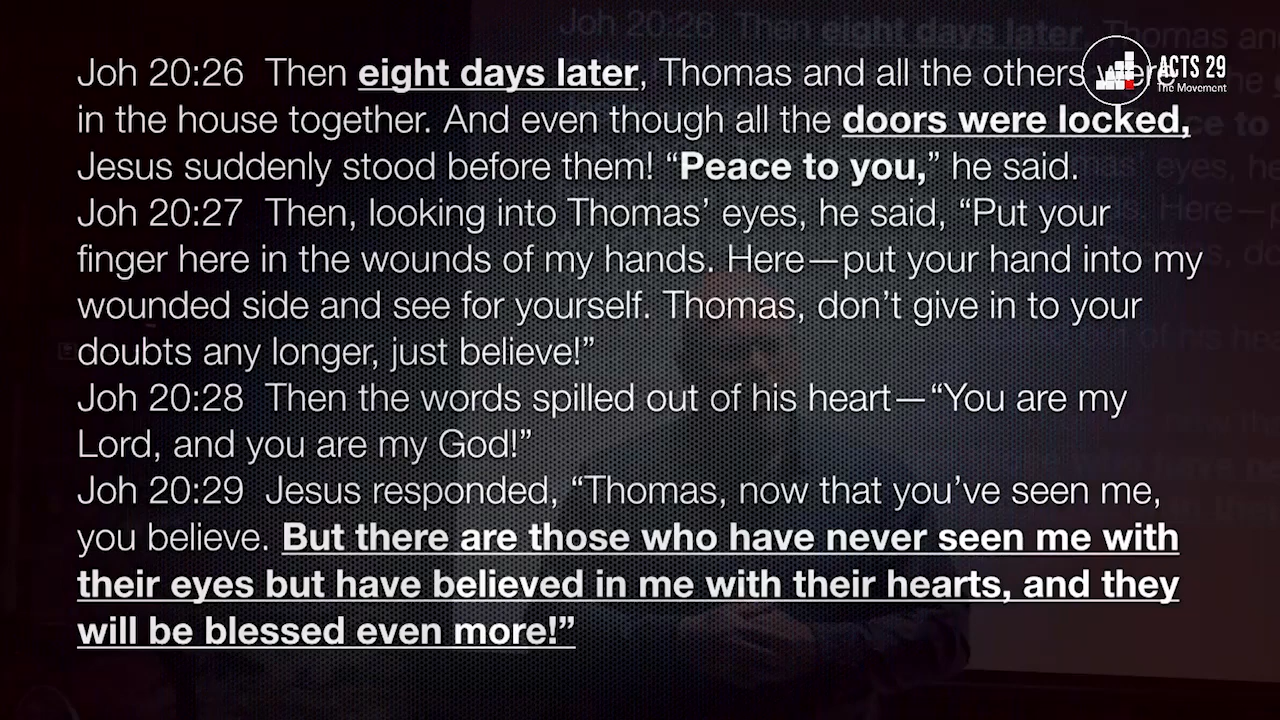 Joh 20:26 Then eight days later, Thomas and all the others were
in the house together. And even though all the doors were locked,
Jesus suddenly stood before them! “Peace to you,” he said.
Joh 20:27 Then, looking into Thomas’ eyes, he said, “Put your
finger here in the wounds of my hands. Here—put your hand into my
wounded side and see for yourself. Thomas, don’t give in to your
doubts any longer, just believe!”
Joh 20:28 Then the words spilled out of his heart—“You are my
Lord, and you are my God!”
Joh 20:29 Jesus responded, “Thomas, now that you’ve seen me,
you believe. But there are those who have never seen me with
their eyes but have believed in me with their hearts, and they
will be blessed even more!”
ACTS 29
The Movement